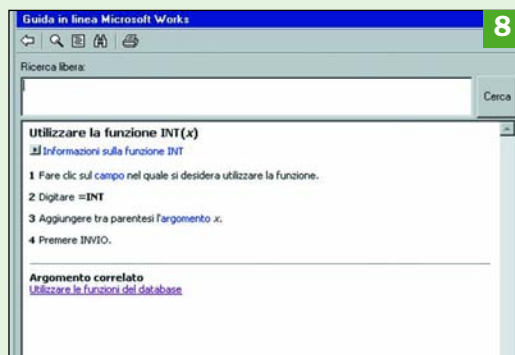 Guida in linea Microsoft Works
8
Ricerca libera:
Cerca
Utilizzare la funzione INT(x)
Informazioni sulla funzione INT
1 Fare clic sul campo nel quale si desidera utilizzare la funzione.
2 Digitare =INT
3 Aggiungere tra parentesi l'argomento x.
4 Premere INVIO.
Argomento correlato
Utilizzare le funzioni del database